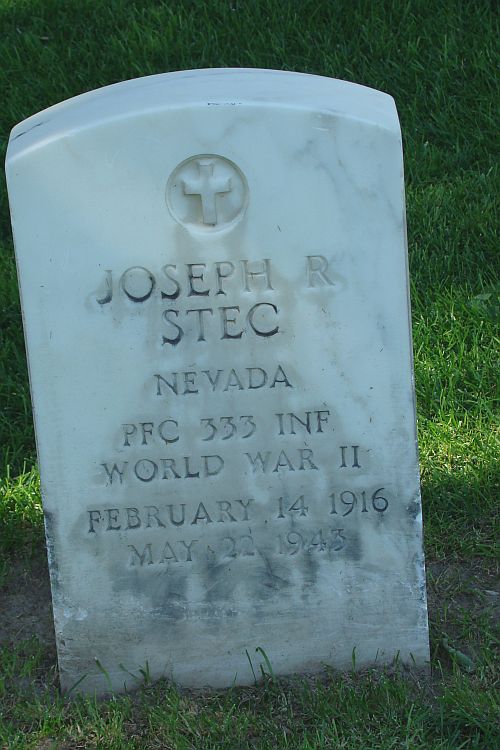 JOSEPH R
STEC
NEVADA
PFC 333 INF
WORLD WAR II
FEBRUARY 14 1916
MAY 22 1943